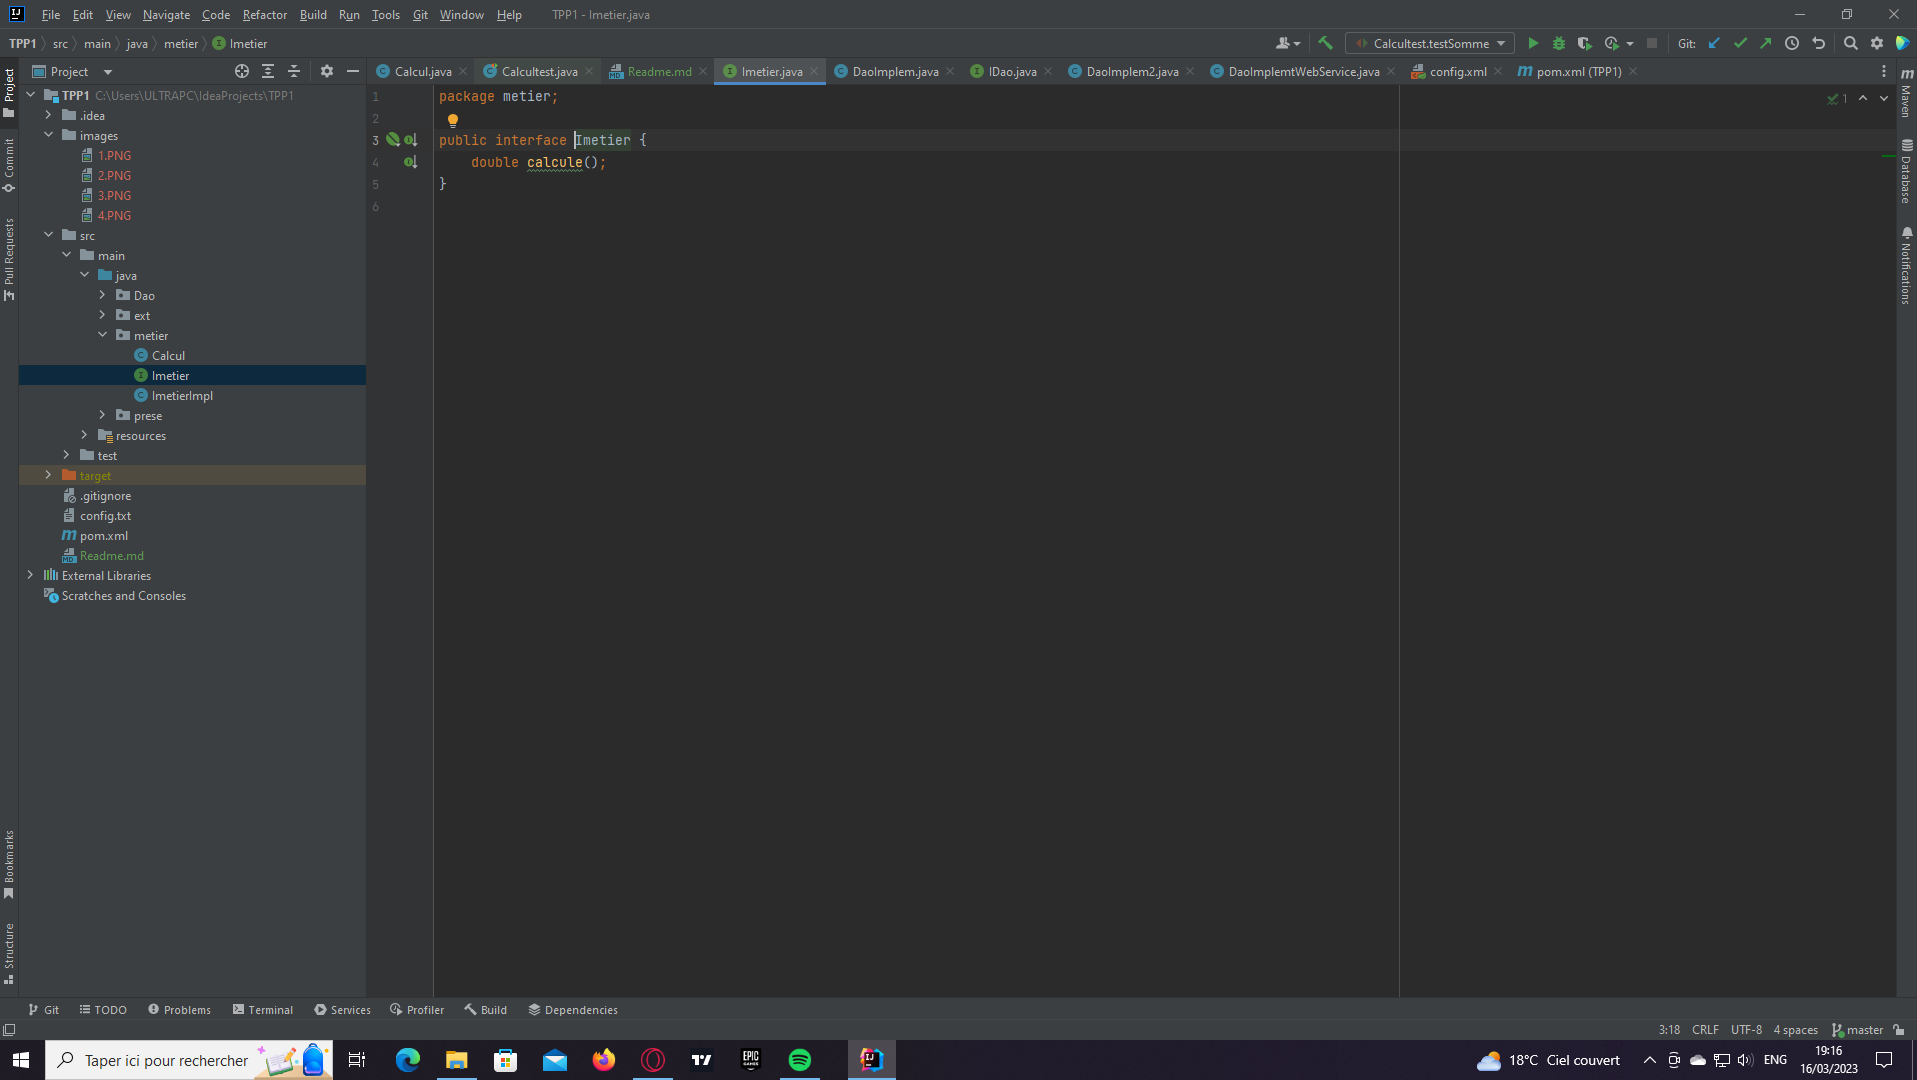 File Edit View Navigate Code Refactor Build Run Tools Git Window Help TPP1 - Imetier.java
TPP1 src main java metier Imetier Calcultest.testSomme Git:
Project Calcul.java Calcultest.java Readme.md Imetier.java DaoImplem.java IDao.java DaoImplem2.java DaoImplemtWebService.java config.xml pom.xml (TPP1)
TPP1 C:\Users\ULTRAPC\IdeaProjects\TPP1
.idea
images
1.PNG
2.PNG
3.PNG
4.PNG
src
main
java
Dao
ext
metier
Calcul
Imetier
ImetierImpl
prese
resources
test
target
.gitignore
config.txt
pom.xml
Readme.md
External Libraries
Scratches and Consoles
1 package metier;
2
3 public interface Imetier {
4 double calcule();
5 }
6
1
Project
Commit
Pull Requests
Bookmarks
Structure
Maven
Database
Notifications
Git TODO Problems Terminal Services Profiler Build Dependencies
3:18 CRLF UTF-8 4 spaces master
Taper ici pour rechercher
EPIC GAMES
18°C Ciel couvert ENG 19:16
16/03/2023